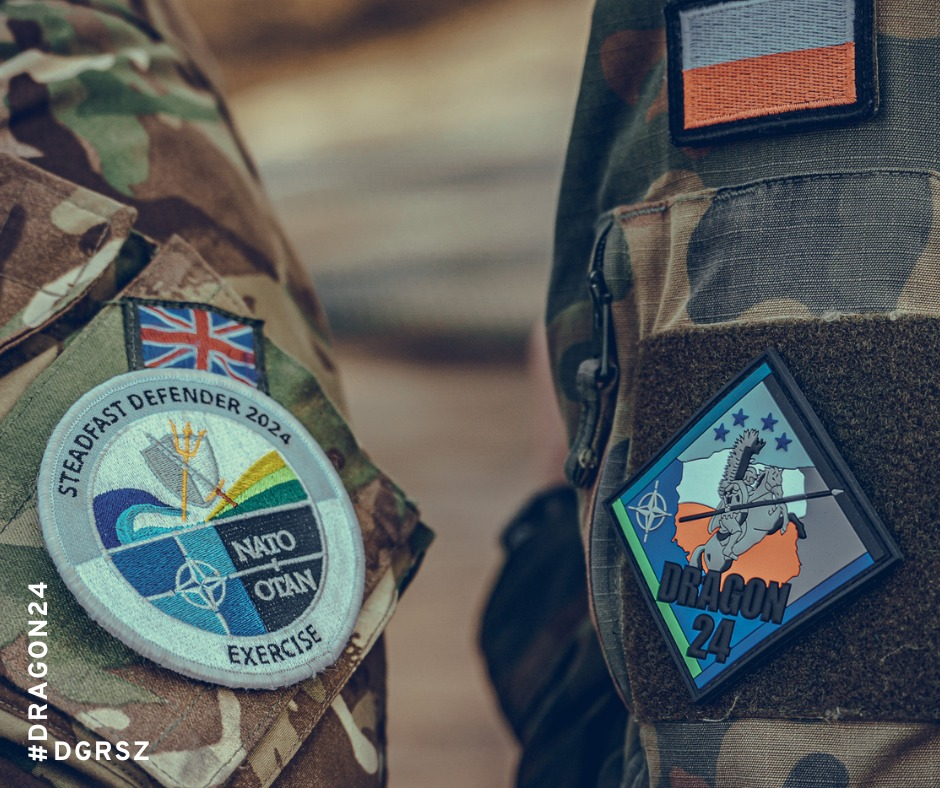 STEADFAST DEFENDER 2024
NATO
OTAN
EXERCISE
DRAGON
24
#DRAGON24
#DGRSZ